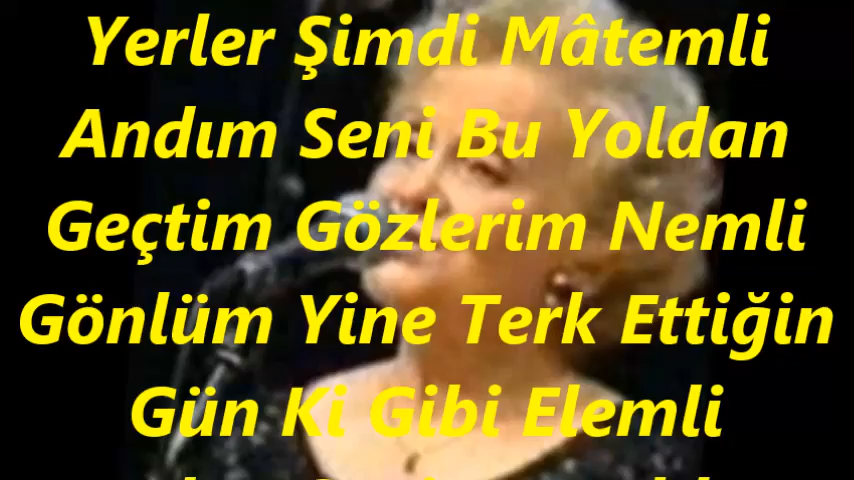 Yerler Şimdi Mâtemli
Andım Seni Bu Yoldan
Geçtim Gözlerim Nemli
Gönlüm Yine Terk Ettiğin
Gün Ki Gibi Elemli